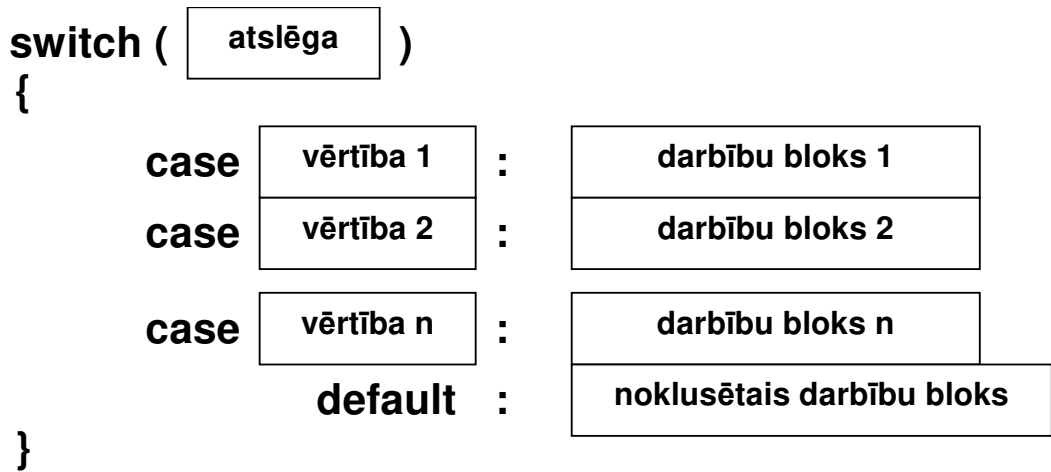 switch ( atslēga )
{
case vērtība 1 : darbību bloks 1
case vērtība 2 : darbību bloks 2
case vērtība n : darbību bloks n
default : noklusētais darbību bloks
}